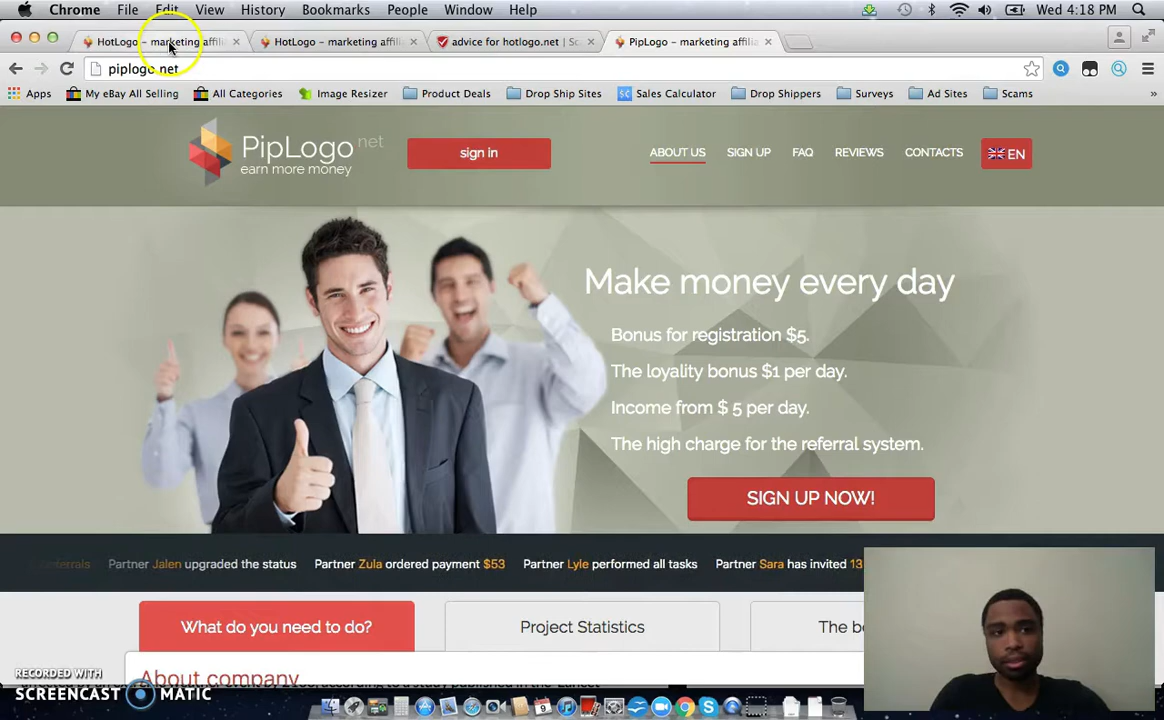 Chrome File Edit View History Bookmarks People Window Help Wed 4:18 PM
HotLogo – marketing affili HotLogo – marketing affilia advice for hotlogo.net | Sc PipLogo – marketing affilia
piplogo.net
Apps My eBay All Selling All Categories Image Resizer Product Deals Drop Ship Sites Sales Calculator Drop Shippers Surveys Ad Sites Scams »
PipLogo net
earn more money
sign in
ABOUT US SIGN UP FAQ REVIEWS CONTACTS EN
Make money every day
Bonus for registration $5.
The loyality bonus $1 per day.
Income from $ 5 per day.
The high charge for the referral system.
SIGN UP NOW!
referrals Partner Jalen upgraded the status Partner Zula ordered payment $53 Partner Lyle performed all tasks Partner Sara has invited 13
What do you need to do? Project Statistics The b
About company
RECORDED WITH
SCREENCAST MATIC